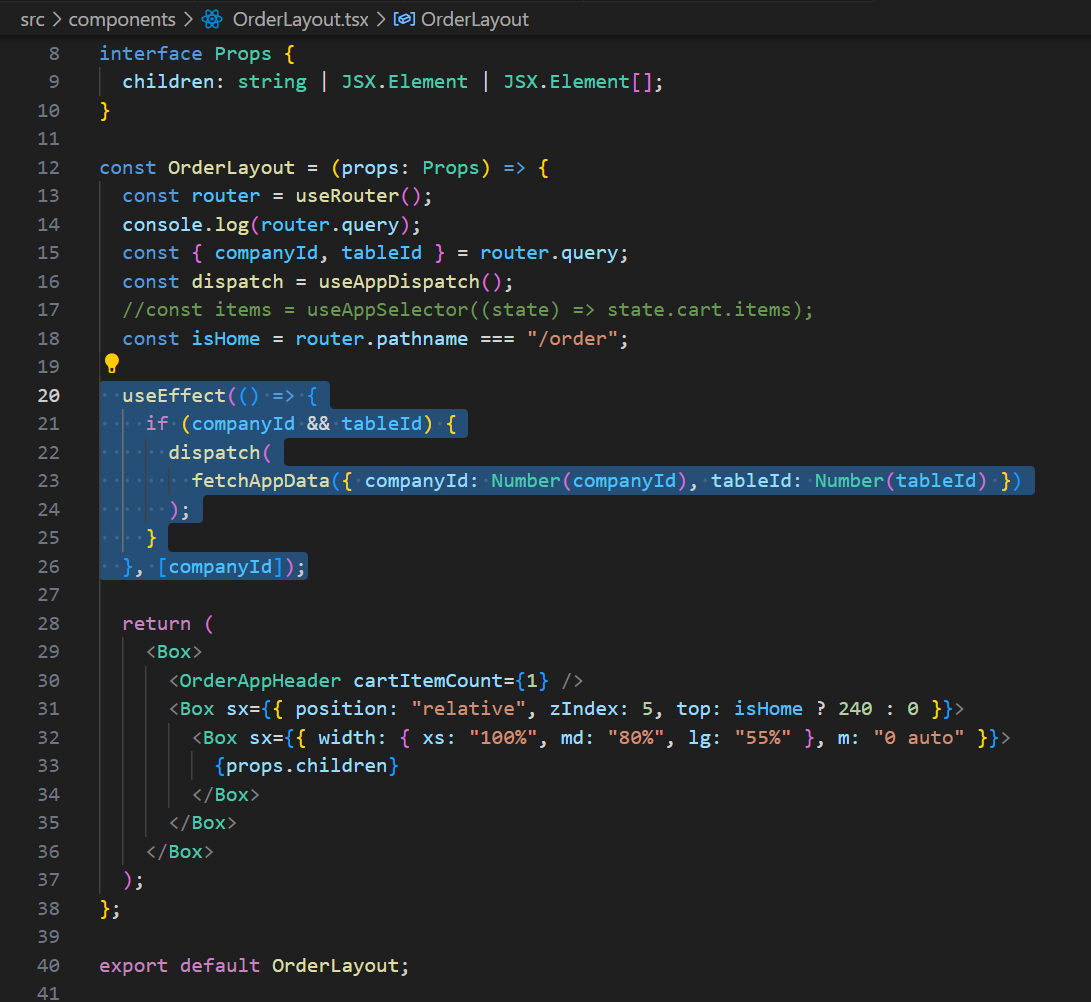 src > components > OrderLayout.tsx > OrderLayout
8 interface Props {
9   children: string | JSX.Element | JSX.Element[];
10 }
11
12 const OrderLayout = (props: Props) => {
13   const router = useRouter();
14   console.log(router.query);
15   const { companyId, tableId } = router.query;
16   const dispatch = useAppDispatch();
17   //const items = useAppSelector((state) => state.cart.items);
18   const isHome = router.pathname === "/order";
19
20   useEffect(() => {
21     if (companyId && tableId) {
22       dispatch(
23         fetchAppData({ companyId: Number(companyId), tableId: Number(tableId) })
24       );
25     }
26   }, [companyId]);
27
28   return (
29     <Box>
30       <OrderAppHeader cartItemCount={1} />
31       <Box sx={{ position: "relative", zIndex: 5, top: isHome ? 240 : 0 }}>
32         <Box sx={{ width: { xs: "100%", md: "80%", lg: "55%" }, m: "0 auto" }}>
33           {props.children}
34         </Box>
35       </Box>
36     </Box>
37   );
38 };
39
40 export default OrderLayout;
41